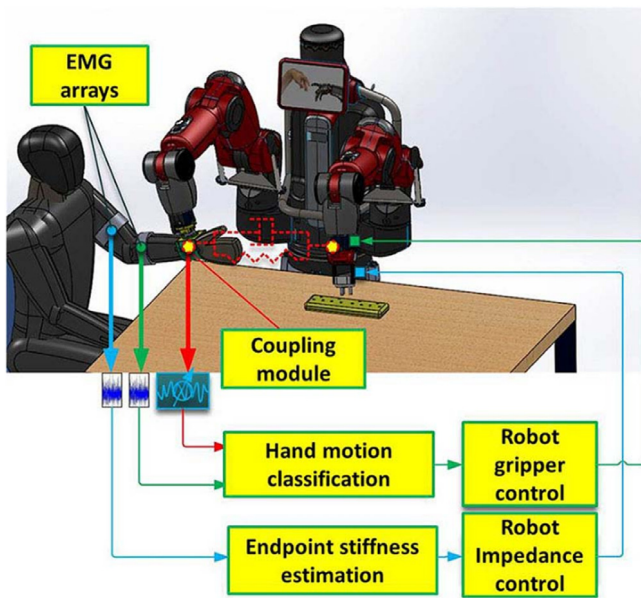 EMG
arrays
Coupling
module
Hand motion
classification
Robot
gripper
control
Endpoint stiffness
estimation
Robot
Impedance
control